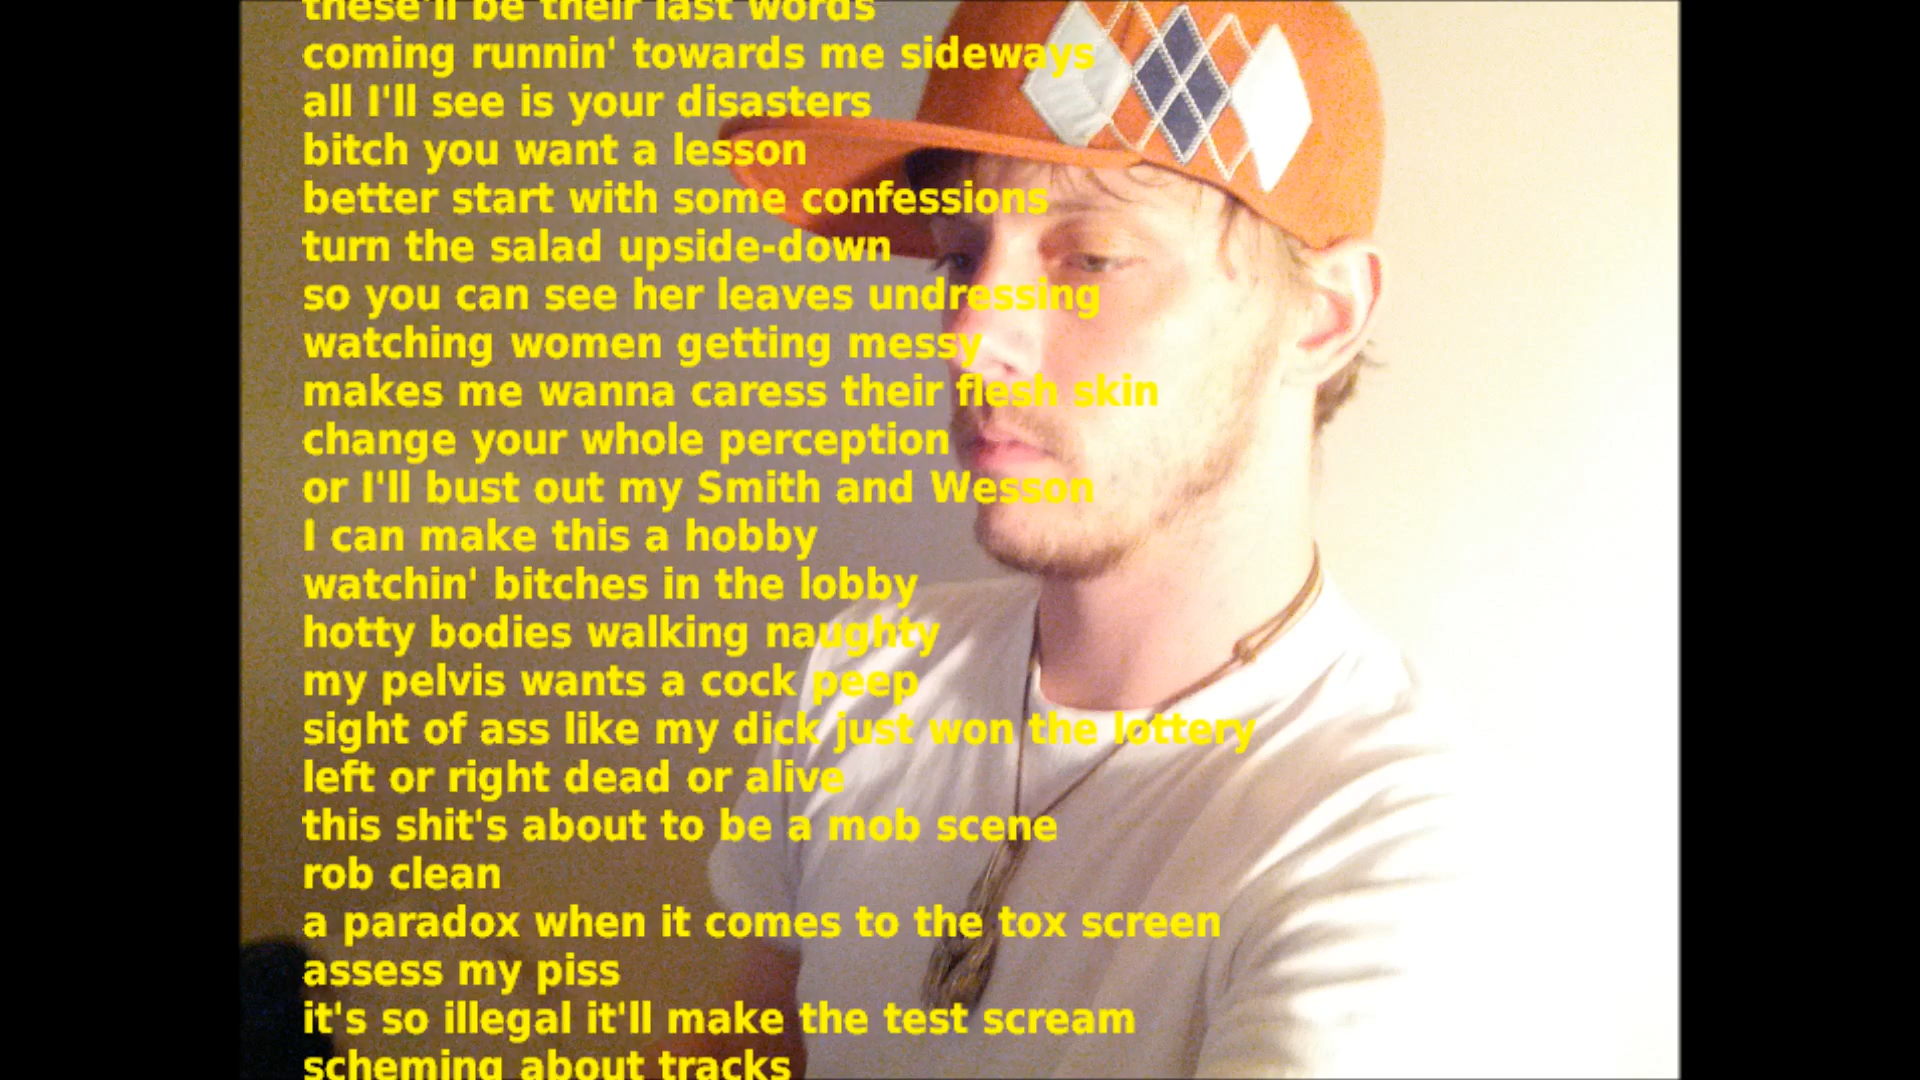 these'll be their last words
coming runnin' towards me sideways
all I'll see is your disasters
bitch you want a lesson
better start with some confessions
turn the salad upside-down
so you can see her leaves undressing
watching women getting messy
makes me wanna caress their flesh skin
change your whole perception
or I'll bust out my Smith and Wesson
I can make this a hobby
watchin' bitches in the lobby
hotty bodies walking naughty
my pelvis wants a cock peep
sight of ass like my dick just won the lottery
left or right dead or alive
this shit's about to be a mob scene
rob clean
a paradox when it comes to the tox screen
assess my piss
it's so illegal it'll make the test scream
scheming about tracks